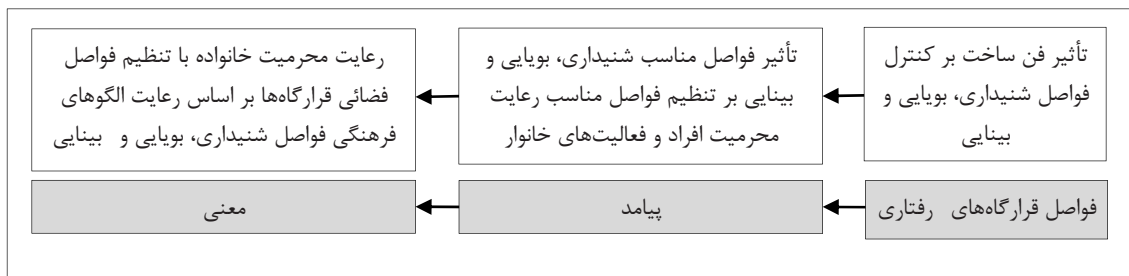 تأثیر فن ساخت بر کنترل
فواصل شنیداری، بویایی و
بینایی
تأثیر فواصل مناسب شنیداری، بویایی و
بینایی بر تنظیم فواصل مناسب رعایت
محرمیت افراد و فعالیت‌های خانوار
رعایت محرمیت خانواده با تنظیم فواصل
فضائی قرارگاه‌ها بر اساس رعایت الگوهای
فرهنگی فواصل شنیداری، بویایی و بینایی
فواصل قرارگاه‌های رفتاری
پیامد
معنی